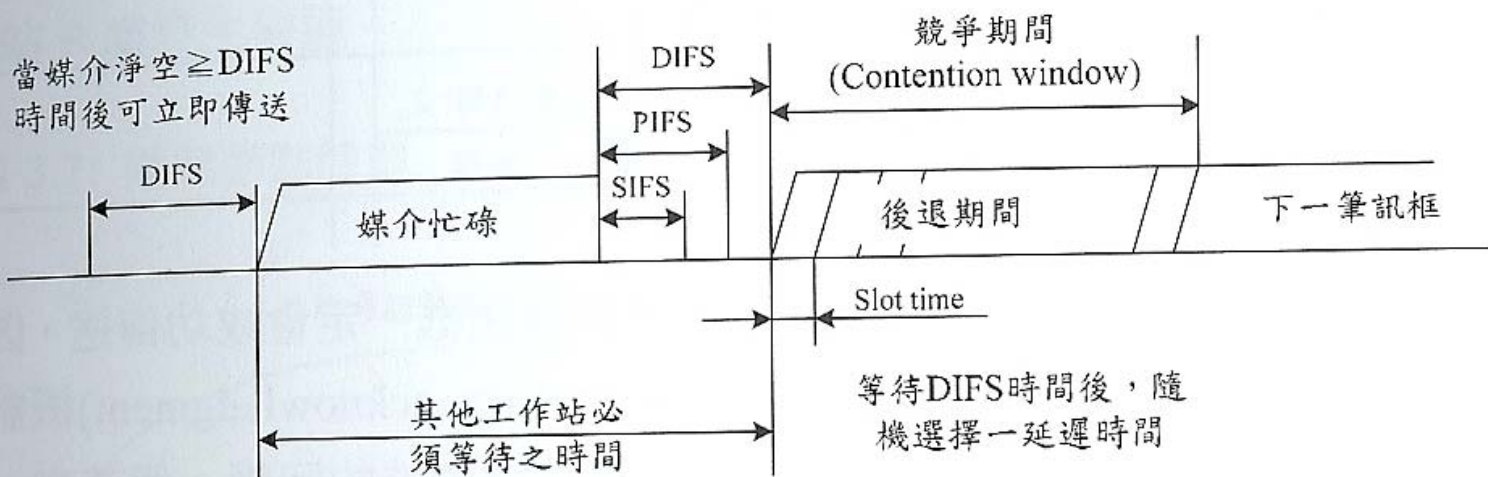 當媒介淨空≧DIFS
時間後可立即傳送
DIFS
競爭期間
(Contention window)
DIFS
PIFS
SIFS
媒介忙碌
後退期間
下一筆訊框
Slot time
其他工作站必
須等待之時間
等待DIFS時間後，隨
機選擇一延遲時間